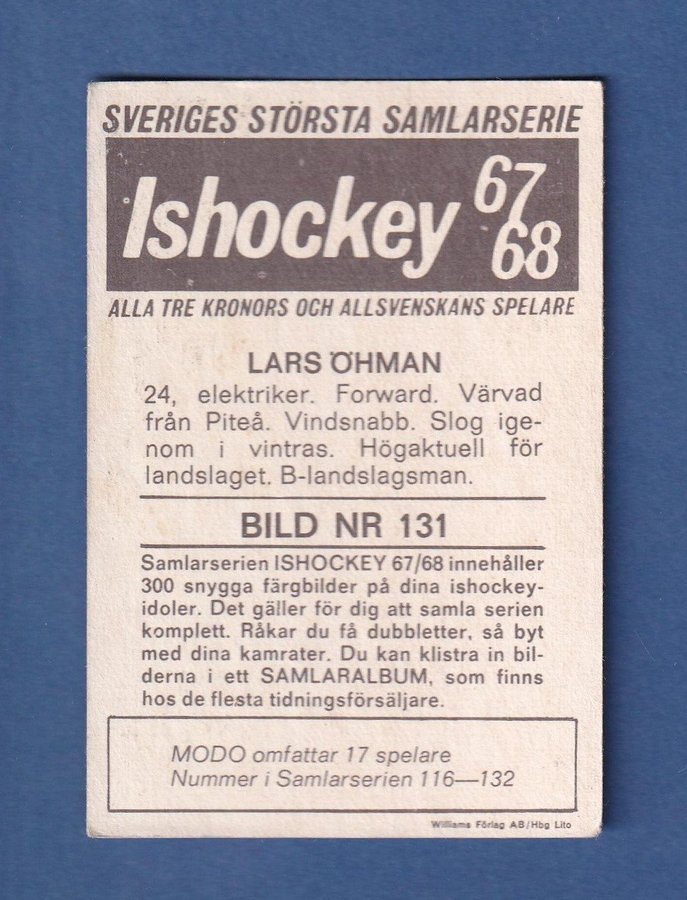 SVERIGES STÖRSTA SAMLARSERIE
Ishockey 67
68
ALLA TRE KRONORS OCH ALLSVENSKANS SPELARE
LARS ÖHMAN
24, elektriker. Forward. Värvad
från Piteå. Vindsnabb. Slog ige-
nom i vintras. Högaktuell för
landslaget. B-landslagsman.
BILD NR 131
Samlarserien ISHOCKEY 67/68 innehåller
300 snygga färgbilder på dina ishockey-
idoler. Det gäller för dig att samla serien
komplett. Råkar du få dubbletter, så byt
med dina kamrater. Du kan klistra in bil-
derna i ett SAMLARALBUM, som finns
hos de flesta tidningsförsäljare.
MODO omfattar 17 spelare
Nummer i Samlarserien 116—132
Williams Förlag AB/Hbg Lito